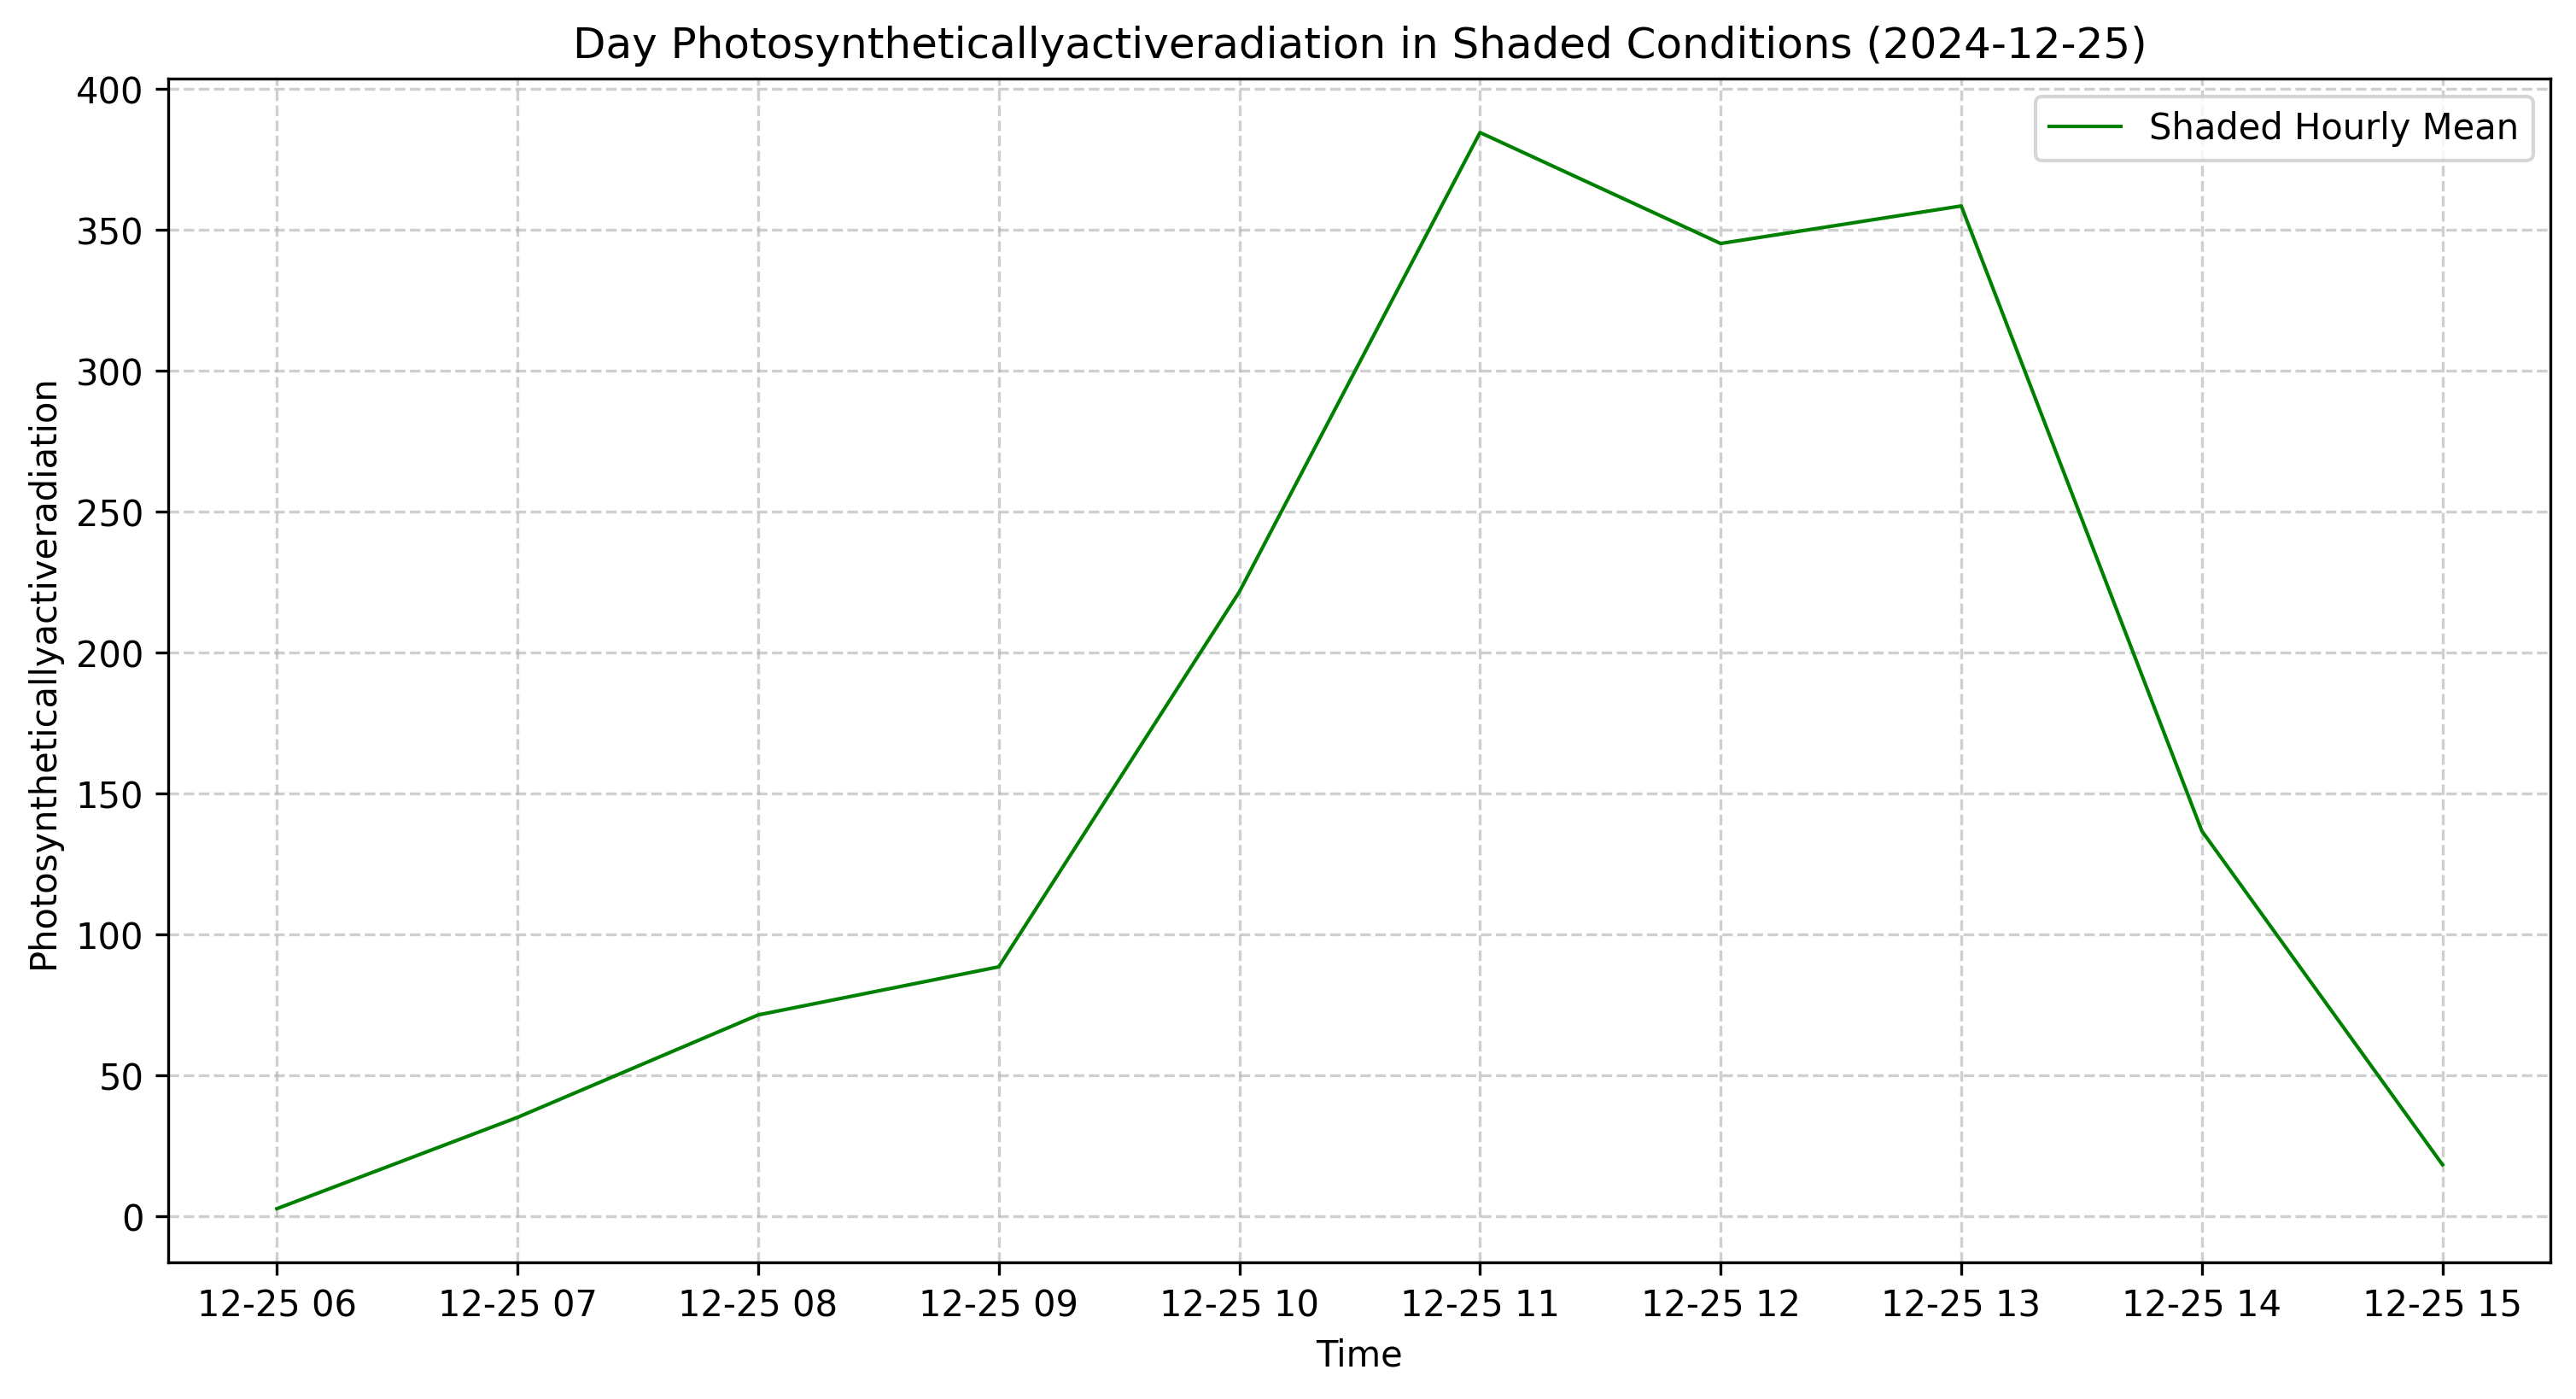 Day Photosyntheticallyactiveradiation in Shaded Conditions (2024-12-25)
Shaded Hourly Mean
Photosyntheticallyactiveradiation
400
350
300
250
200
150
100
50
0
12-25 06 12-25 07 12-25 08 12-25 09 12-25 10 12-25 11 12-25 12 12-25 13 12-25 14 12-25 15
Time